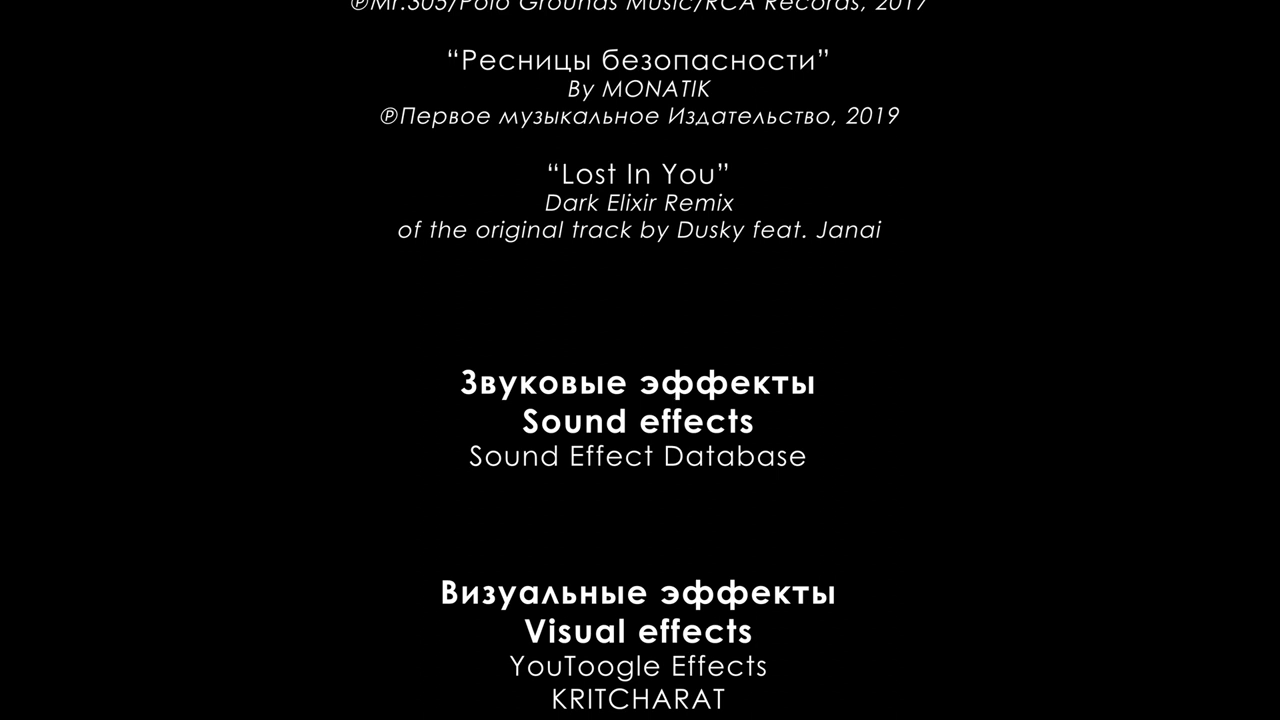 ℗Mr.305/Polo Grounds Music/RCA Records, 2017
“Ресницы безопасности”
By MONATIK
℗Первое музыкальное Издательство, 2019
“Lost In You”
Dark Elixir Remix
of the original track by Dusky feat. Janai
Звуковые эффекты
Sound effects
Sound Effect Database
Визуальные эффекты
Visual effects
YouToogle Effects
KRITCHARAT